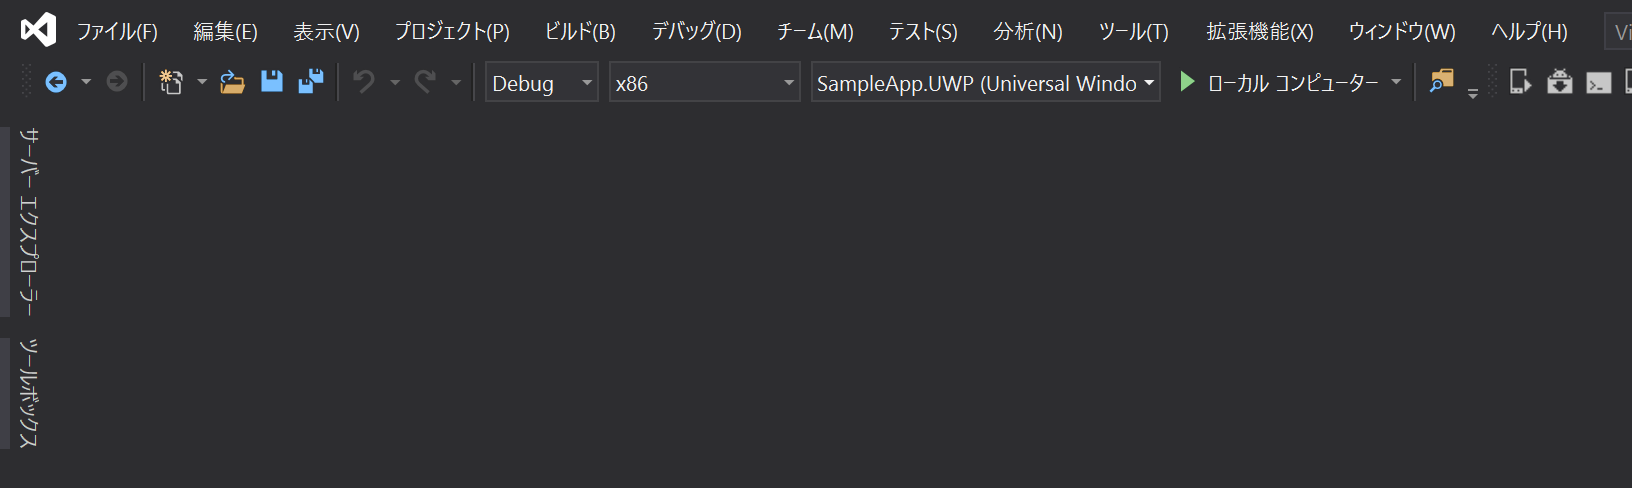 ファイル(F) 編集(E) 表示(V) プロジェクト(P) ビルド(B) デバッグ(D) チーム(M) テスト(S) 分析(N) ツール(T) 拡張機能(X) ウィンドウ(W) ヘルプ(H) Vi
Debug x86 SampleApp.UWP (Universal Windo ローカル コンピューター
サーバー エクスプローラー
ツールボックス